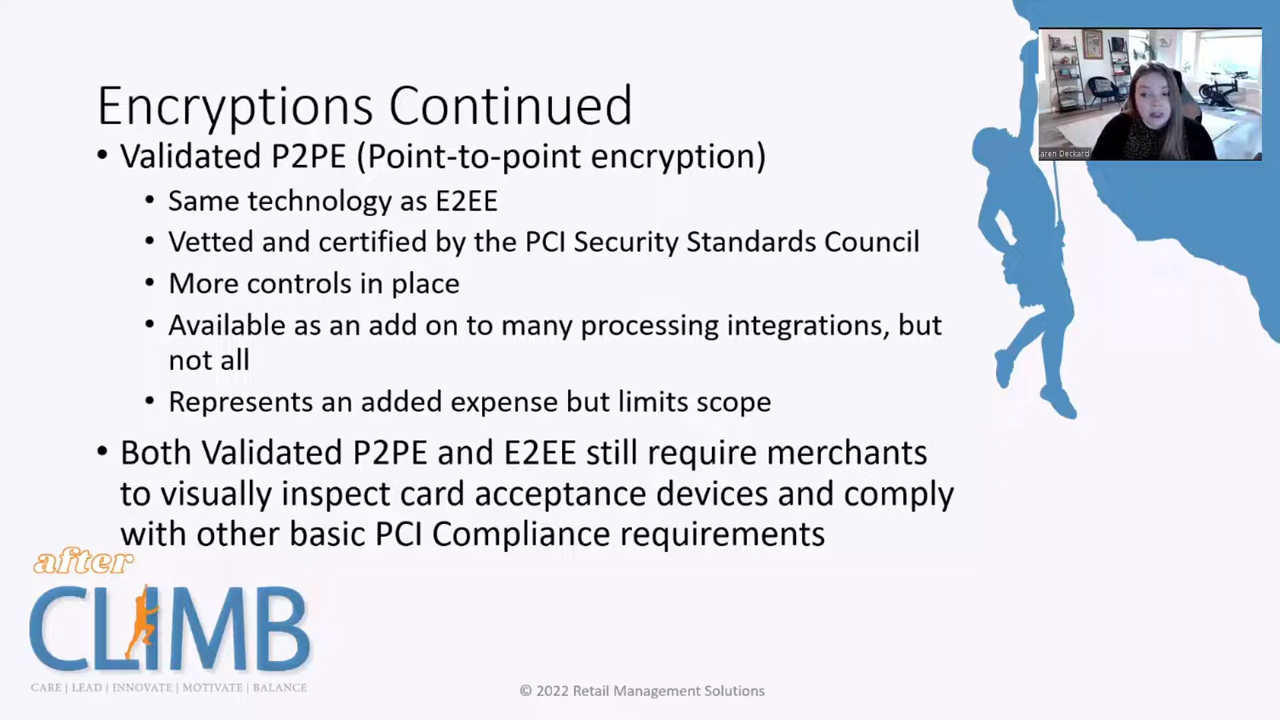 Encryptions Continued
• Validated P2PE (Point-to-point encryption)
• Same technology as E2EE
• Vetted and certified by the PCI Security Standards Council
• More controls in place
• Available as an add on to many processing integrations, but
not all
• Represents an added expense but limits scope
• Both Validated P2PE and E2EE still require merchants
to visually inspect card acceptance devices and comply
with other basic PCI Compliance requirements
after
CLIMB
CARE | LEAD | INNOVATE | MOTIVATE | BALANCE
© 2022 Retail Management Solutions
aren Deckard